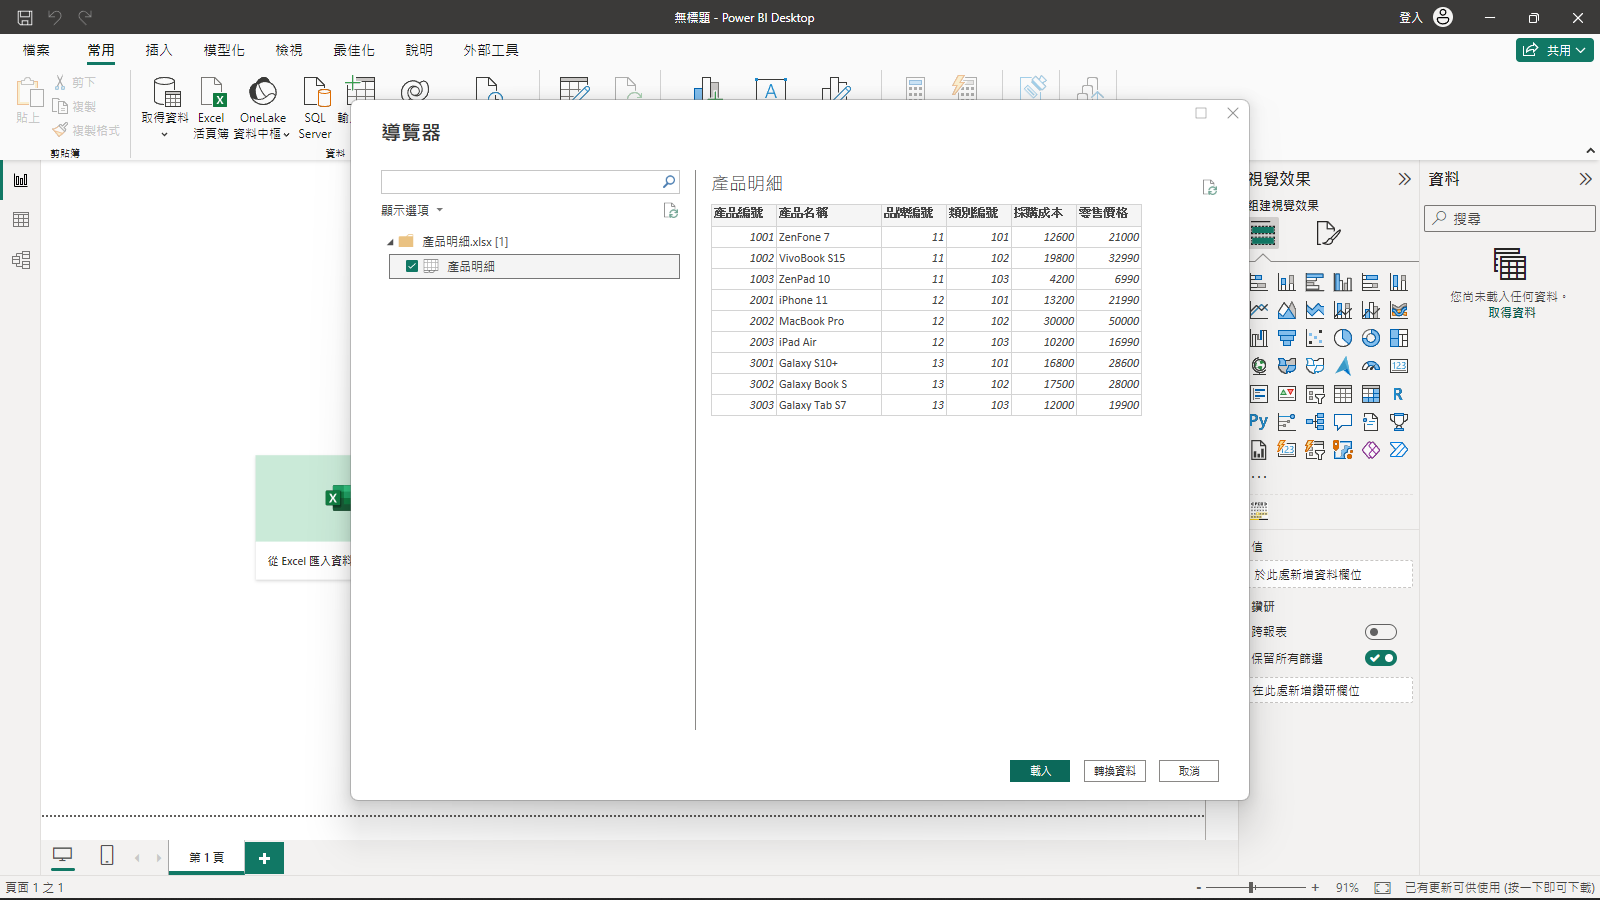 無標題 - Power BI Desktop
登入
檔案 常用 插入 模型化 檢視 最佳化 說明 外部工具
共用
貼上
剪下
複製
複製格式
剪貼簿
取得資料
Excel
活頁簿
OneLake
資料中樞
SQL
Server
資料
導覽器
顯示選項
產品明細.xlsx [1]
產品明細
產品明細
產品編號 產品名稱 品牌編號 類別編號 採購成本 零售價格
1001 ZenFone 7 11 101 12600 21000
1002 VivoBook S15 11 102 19800 32990
1003 ZenPad 10 11 103 4200 6990
2001 iPhone 11 12 101 13200 21990
2002 MacBook Pro 12 102 30000 50000
2003 iPad Air 12 103 10200 16990
3001 Galaxy S10+ 13 101 16800 28600
3002 Galaxy Book S 13 102 17500 28000
3003 Galaxy Tab S7 13 103 12000 19900
載入 轉換資料 取消
從 Excel 匯入資料
視覺效果
組建視覺效果
值
於此處新增資料欄位
鑽研
跨報表
保留所有篩選
在此處新增鑽研欄位
資料
搜尋
您尚未載入任何資料。
取得資料
第 1 頁
頁面 1 之 1
- + 91%
已有更新可供使用 (按一下即可下載)